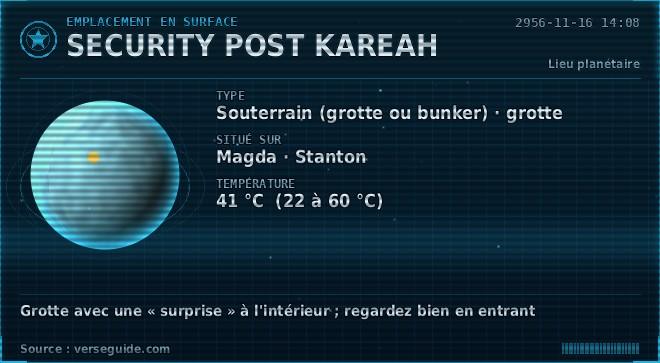 EMPLACEMENT EN SURFACE
2956-11-16 14:08
SECURITY POST KAREAH
Lieu planétaire
TYPE
Souterrain (grotte ou bunker) · grotte
SITUÉ SUR
Magda · Stanton
TEMPÉRATURE
41 °C (22 à 60 °C)
Grotte avec une « surprise » à l'intérieur ; regardez bien en entrant
Source : verseguide.com